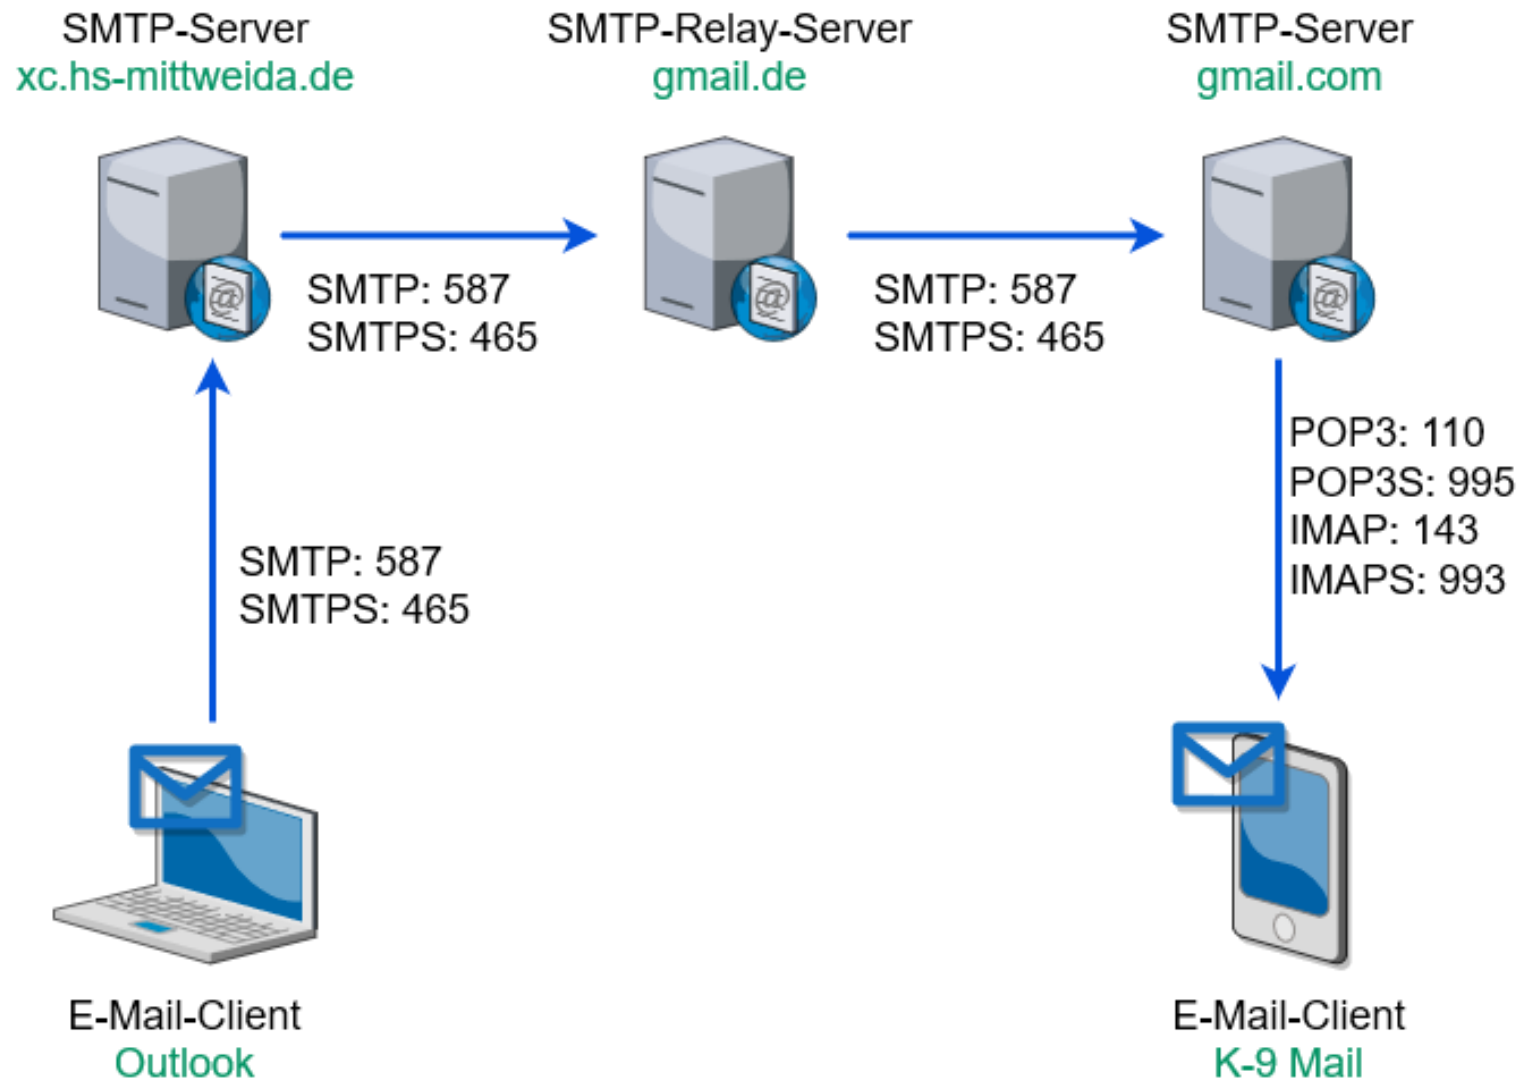 SMTP-Server
xc.hs-mittweida.de
SMTP-Relay-Server
gmail.de
SMTP-Server
gmail.com
SMTP: 587
SMTPS: 465
SMTP: 587
SMTPS: 465
POP3: 110
POP3S: 995
IMAP: 143
IMAPS: 993
SMTP: 587
SMTPS: 465
E-Mail-Client
Outlook
E-Mail-Client
K-9 Mail